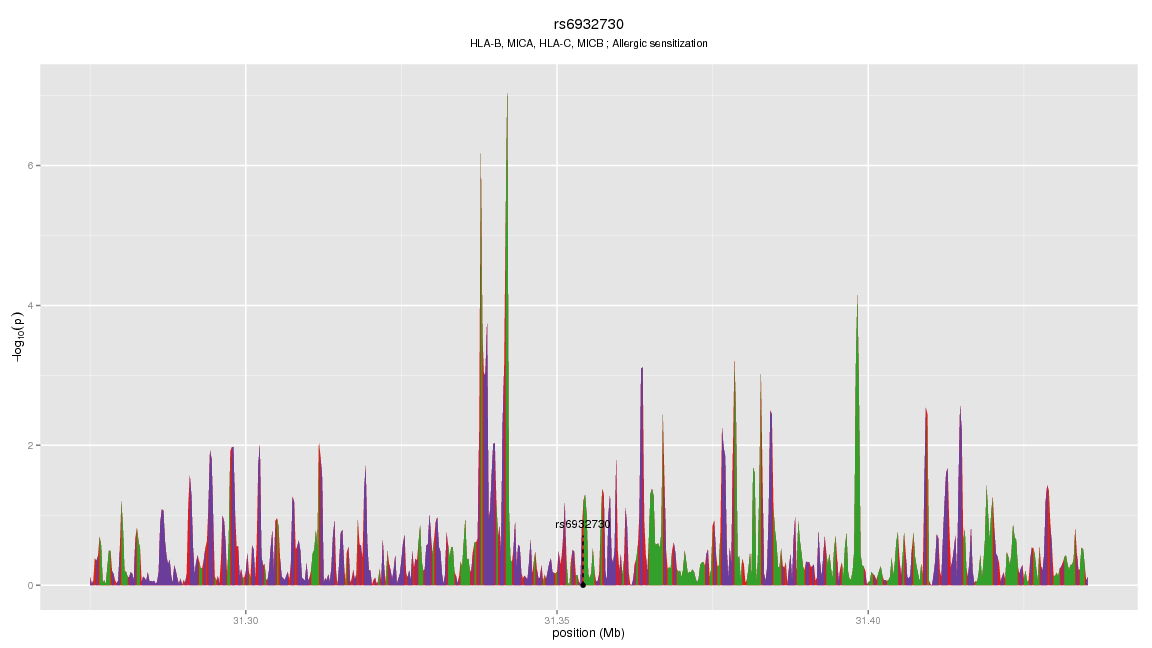 rs6932730
HLA-B, MICA, HLA-C, MICB ; Allergic sensitization
−log10(p)
6
4
2
0
rs6932730
31.30
31.35
31.40
position (Mb)